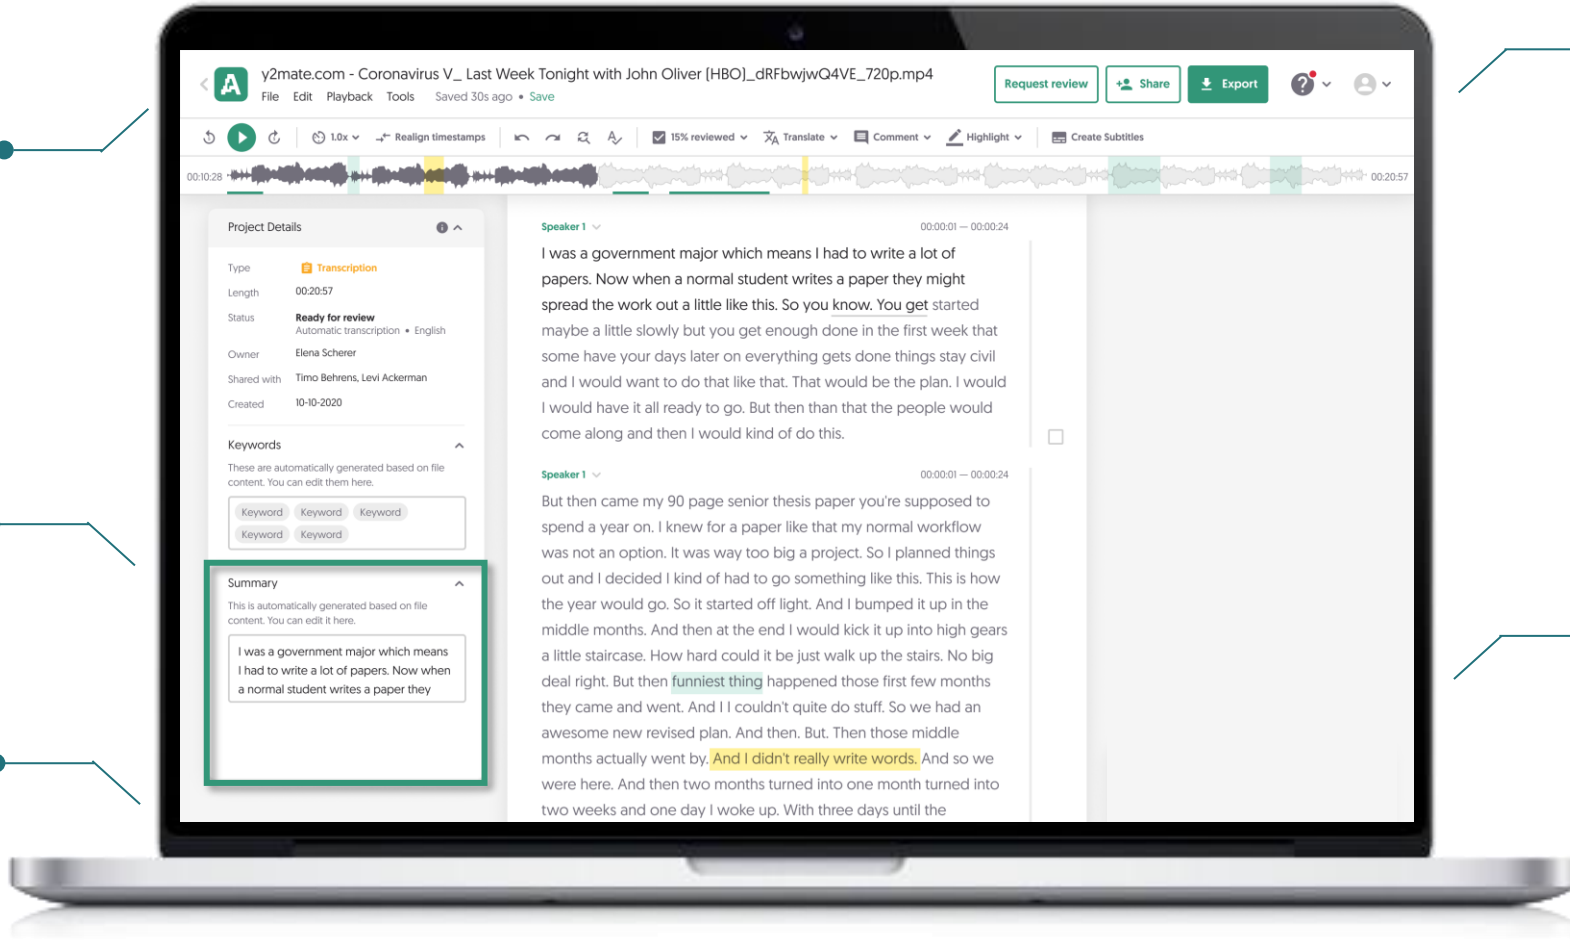 y2mate.com - Coronavirus V_ Last Week Tonight with John Oliver (HBO)_dRFbwjwQ4VE_720p.mp4
File Edit Playback Tools Saved 30s ago • Save
Request review
Share
Export
1.0x
Realign timestamps
15% reviewed
Translate
Comment
Highlight
Create Subtitles
00:10:28
00:20:57
Project Details
Type Transcription
Length 00:20:57
Status Ready for review
Automatic transcription • English
Owner Elena Scherer
Shared with Timo Behrens, Levi Ackerman
Created 10-10-2020
Keywords
These are automatically generated based on file
content. You can edit them here.
Keyword Keyword Keyword
Keyword Keyword
Summary
This is automatically generated based on file
content. You can edit it here.
I was a government major which means
I had to write a lot of papers. Now when
a normal student writes a paper they
Speaker 1 00:00:01 — 00:00:24
I was a government major which means I had to write a lot of
papers. Now when a normal student writes a paper they might
spread the work out a little like this. So you know. You get started
maybe a little slowly but you get enough done in the first week that
some have your days later on everything gets done things stay civil
and I would want to do that like that. That would be the plan. I would
I would have it all ready to go. But then than that the people would
come along and then I would kind of do this.
Speaker 1 00:00:01 — 00:00:24
But then came my 90 page senior thesis paper you're supposed to
spend a year on. I knew for a paper like that my normal workflow
was not an option. It was way too big a project. So I planned things
out and I decided I kind of had to go something like this. This is how
the year would go. So it started off light. And I bumped it up in the
middle months. And then at the end I would kick it up into high gears
a little staircase. How hard could it be just walk up the stairs. No big
deal right. But then funniest thing happened those first few months
they came and went. And I I couldn't quite do stuff. So we had an
awesome new revised plan. And then. But. Then those middle
months actually went by. And I didn't really write words. And so we
were here. And then two months turned into one month turned into
two weeks and one day I woke up. With three days until the